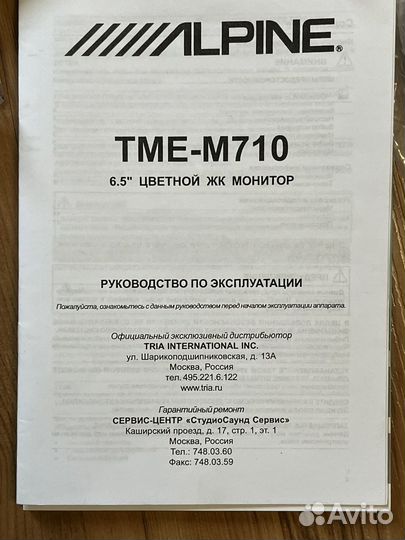 ALPINE®
TME-M710
6.5" ЦВЕТНОЙ ЖК МОНИТОР
РУКОВОДСТВО ПО ЭКСПЛУАТАЦИИ
Пожалуйста, ознакомьтесь с данным руководством перед началом эксплуатации аппарата.
Официальный эксклюзивный дистрибьютор
TRIA INTERNATIONAL INC.
ул. Шарикоподшипниковская, д. 13А
Москва, Россия
тел. 495.221.6.122
www.tria.ru
Гарантийный ремонт
СЕРВИС-ЦЕНТР «СтудиоСаунд Сервис»
Каширский проезд, д. 17, стр. 1, эт. 1
Москва, Россия
Тел.: 748.03.60
Факс: 748.03.59
Avito